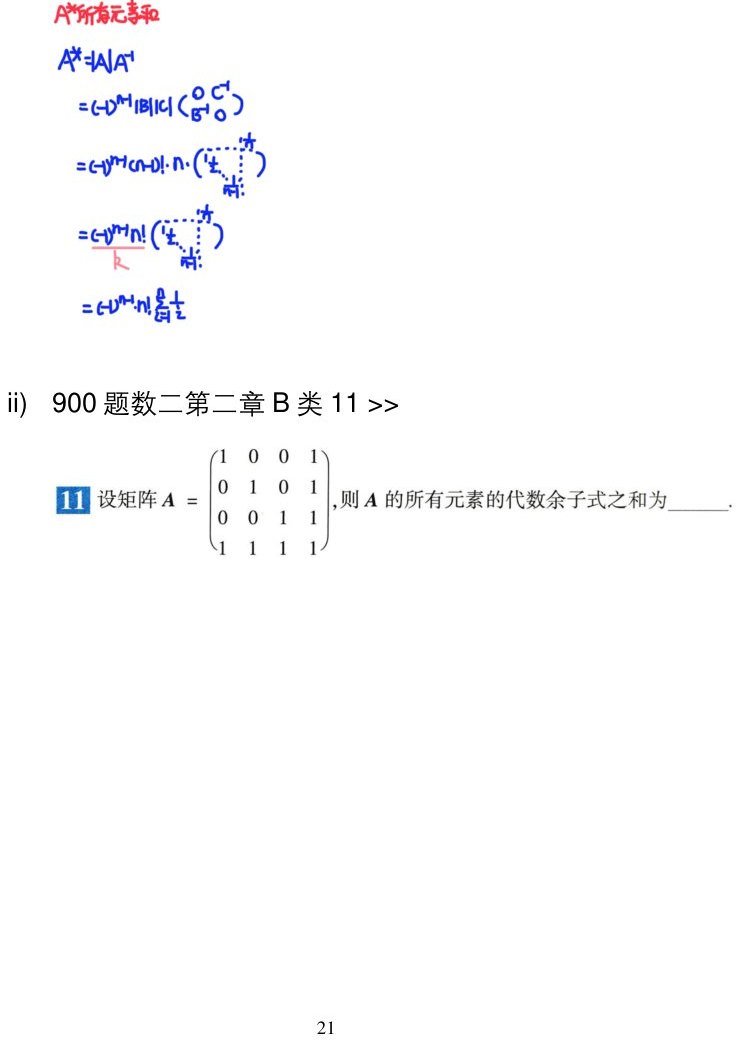 A*所有元素和
A*=|A|A⁻¹
=(-1)ⁿ⁻¹|B||C|(O C⁻¹
B⁻¹ O)
=(-1)ⁿ⁻¹(n-1)!·n·(
=(-1)ⁿ⁻¹n!(
k
=(-1)ⁿ⁻¹·n!
ii) 900 题数二第二章 B 类 11 >>
11 设矩阵 A = (1 0 0 1
0 1 0 1
0 0 1 1
1 1 1 1),则 A 的所有元素的代数余子式之和为______.
21